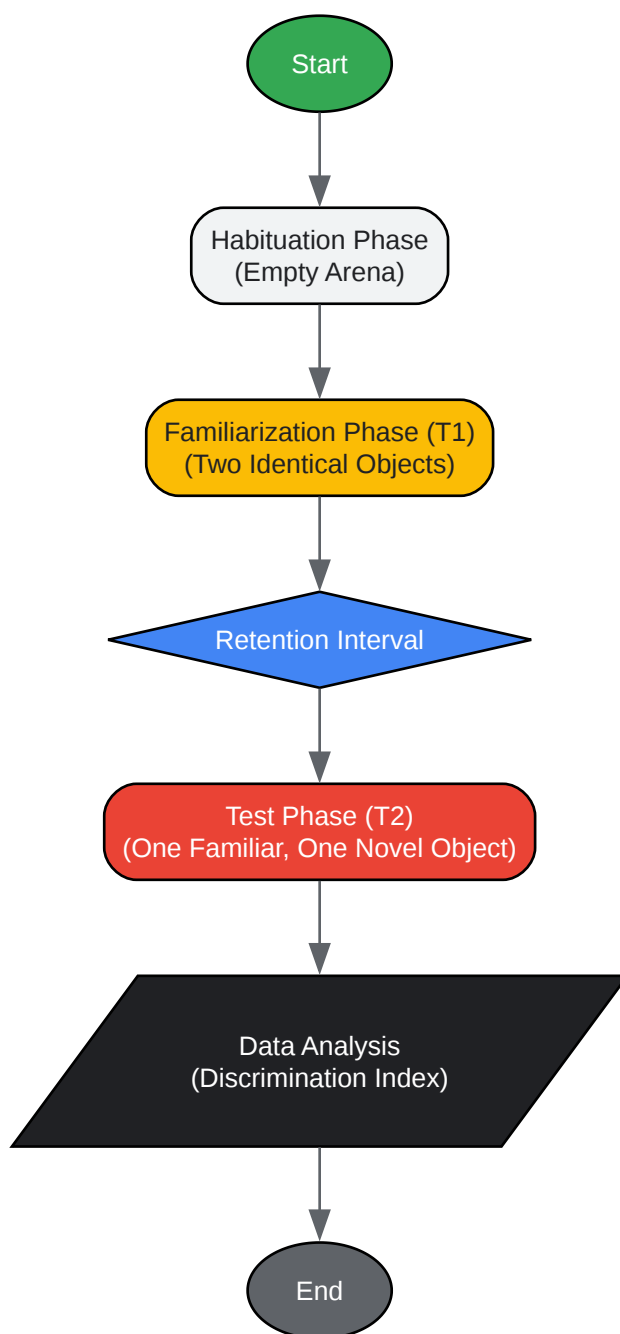 Start
Habituation Phase
(Empty Arena)
Familiarization Phase (T1)
(Two Identical Objects)
Retention Interval
Test Phase (T2)
(One Familiar, One Novel Object)
Data Analysis
(Discrimination Index)
End